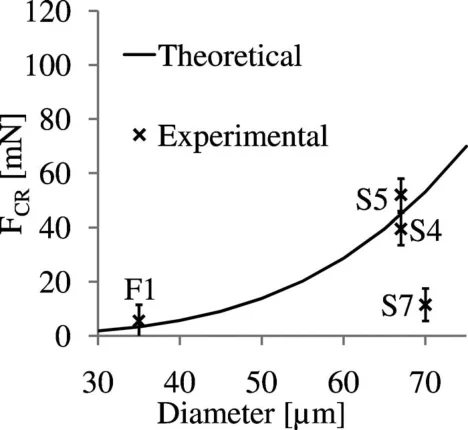 120
100
80
60
40
20
0
F_CR [mN]
Theoretical
Experimental
F1
S5
S4
S7
30 40 50 60 70
Diameter [µm]